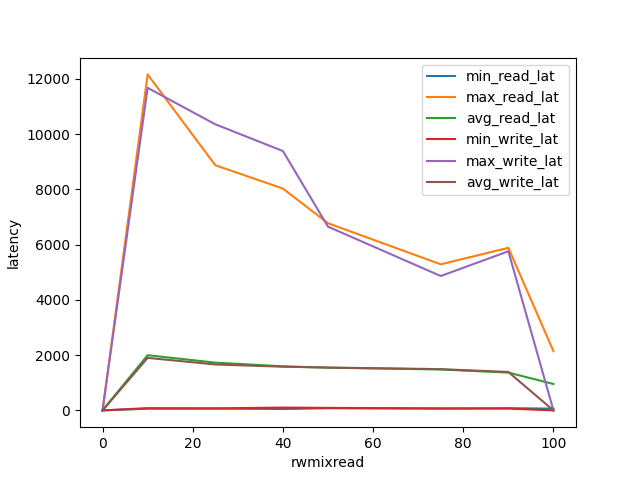 12000
10000
8000
6000
4000
2000
0
latency
min_read_lat
max_read_lat
avg_read_lat
min_write_lat
max_write_lat
avg_write_lat
0 20 40 60 80 100
rwmixread